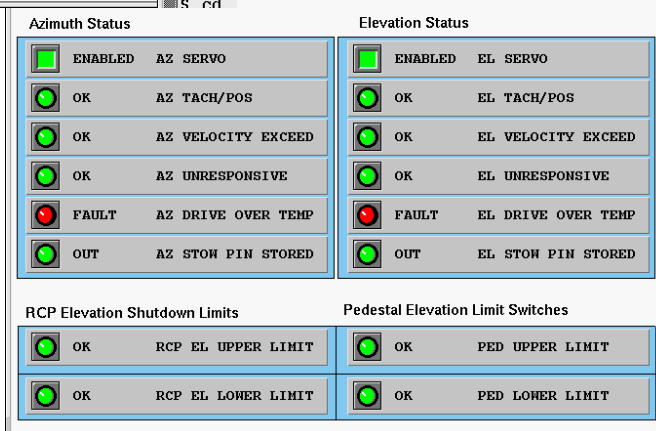 s cd
Azimuth Status
ENABLED AZ SERVO
OK AZ TACH/POS
OK AZ VELOCITY EXCEED
OK AZ UNRESPONSIVE
FAULT AZ DRIVE OVER TEMP
OUT AZ STOW PIN STORED
Elevation Status
ENABLED EL SERVO
OK EL TACH/POS
OK EL VELOCITY EXCEED
OK EL UNRESPONSIVE
FAULT EL DRIVE OVER TEMP
OUT EL STOW PIN STORED
RCP Elevation Shutdown Limits
OK RCP EL UPPER LIMIT
OK RCP EL LOWER LIMIT
Pedestal Elevation Limit Switches
OK PED UPPER LIMIT
OK PED LOWER LIMIT